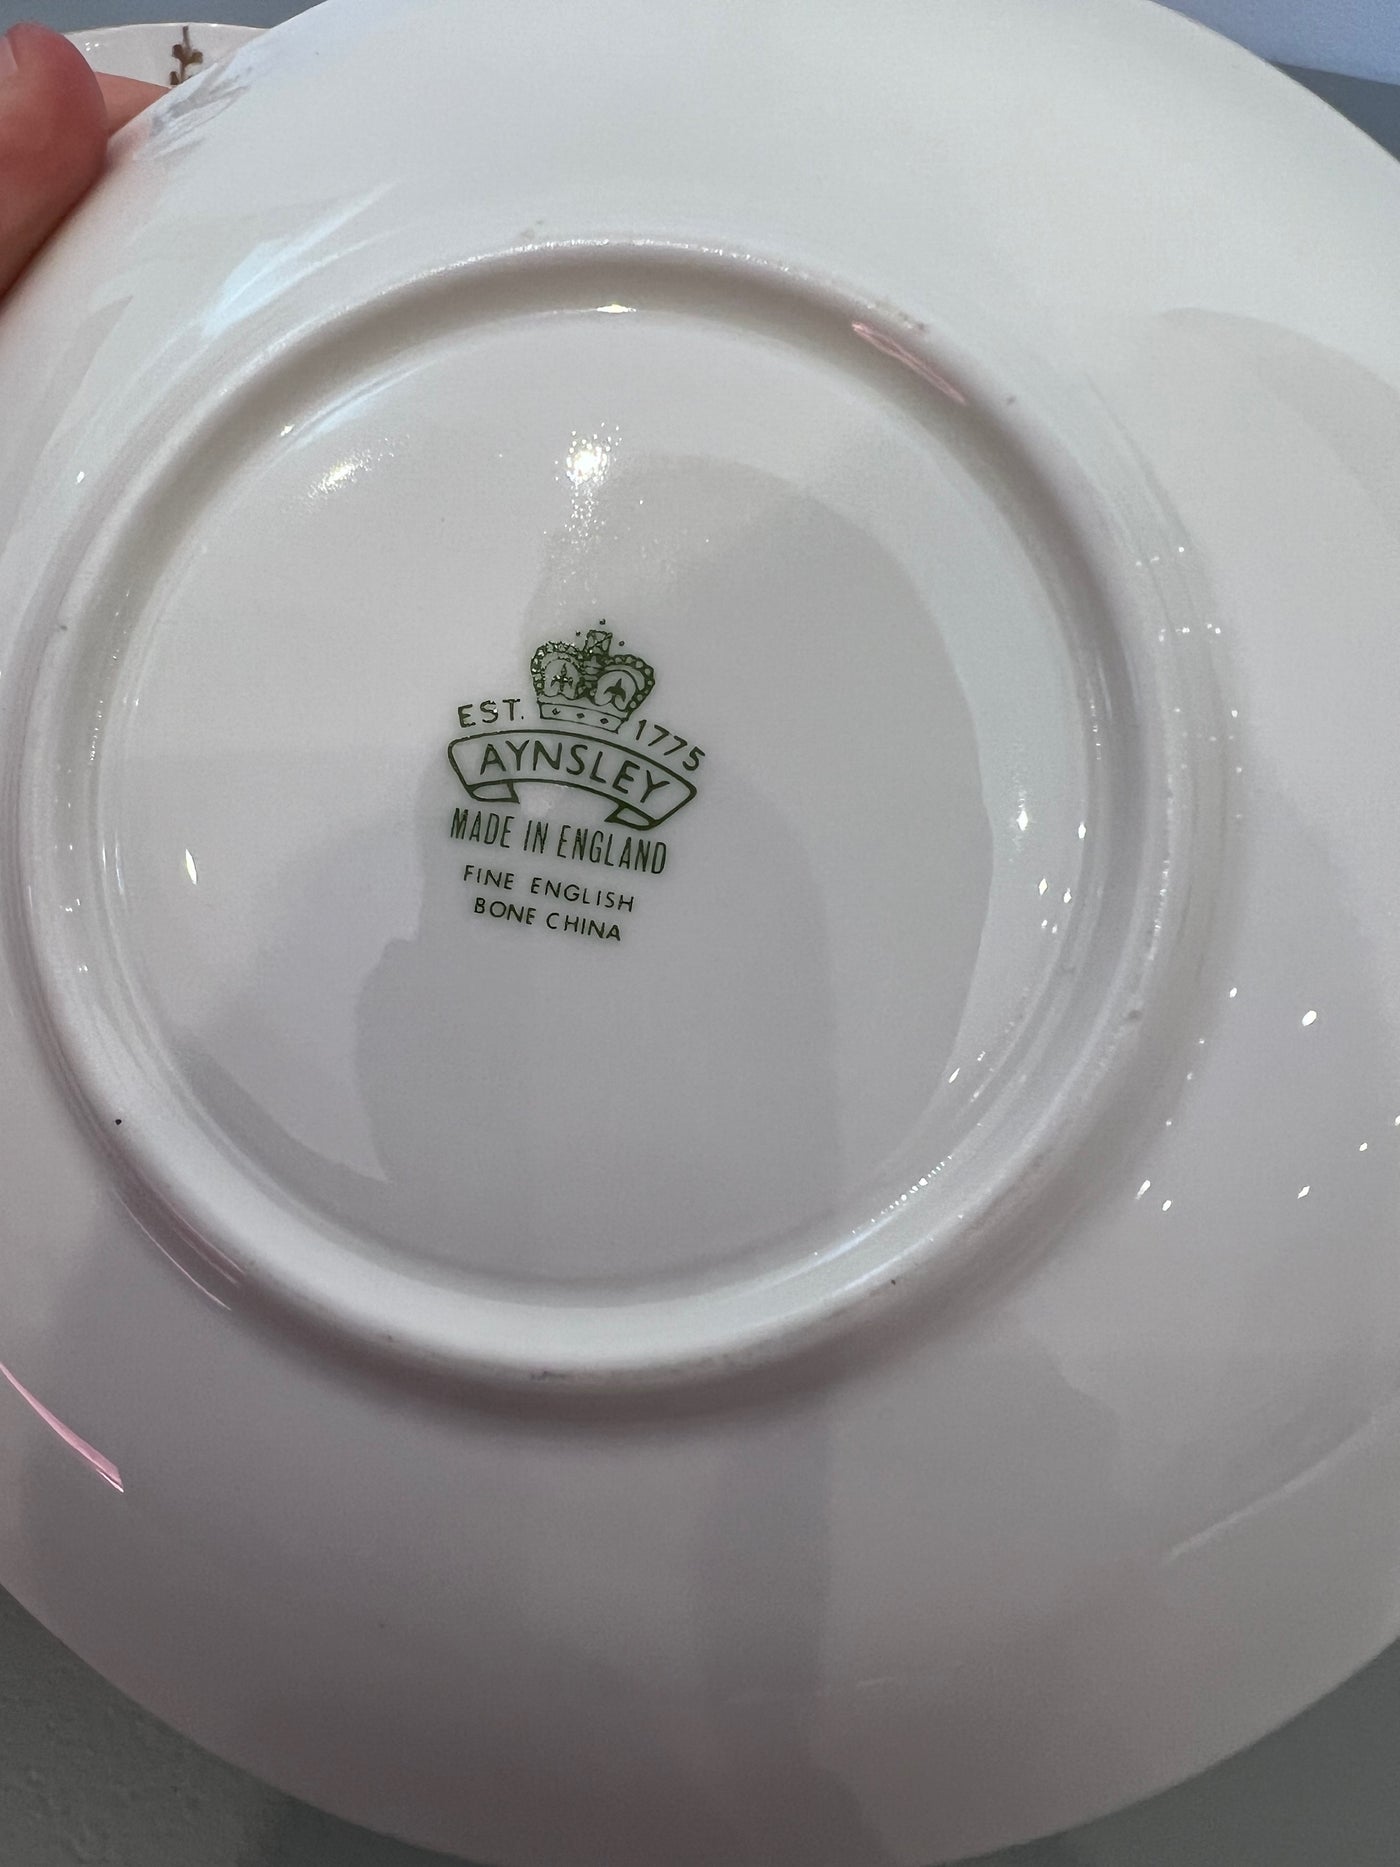 EST. 1775
AYNSLEY
MADE IN ENGLAND
FINE ENGLISH
BONE CHINA